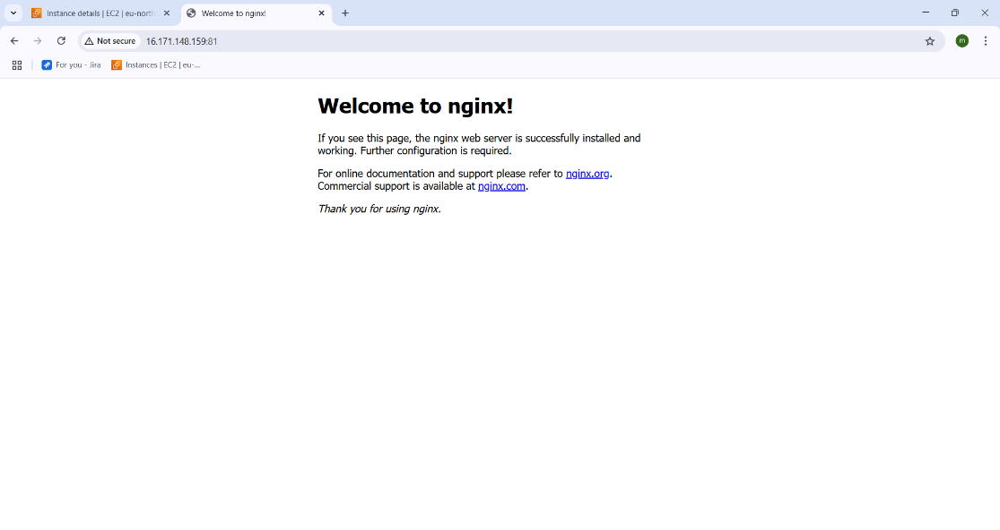 Instance details | EC2 | eu-north
Welcome to nginx!
Not secure
16.171.148.159:81
m
For you - Jira
Instances | EC2 | eu-...
Welcome to nginx!
If you see this page, the nginx web server is successfully installed and
working. Further configuration is required.
For online documentation and support please refer to nginx.org.
Commercial support is available at nginx.com.
Thank you for using nginx.